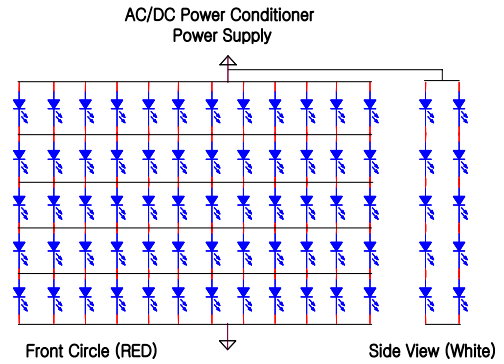 AC/DC Power Conditioner
Power Supply
Front Circle (RED)
Side View (White)